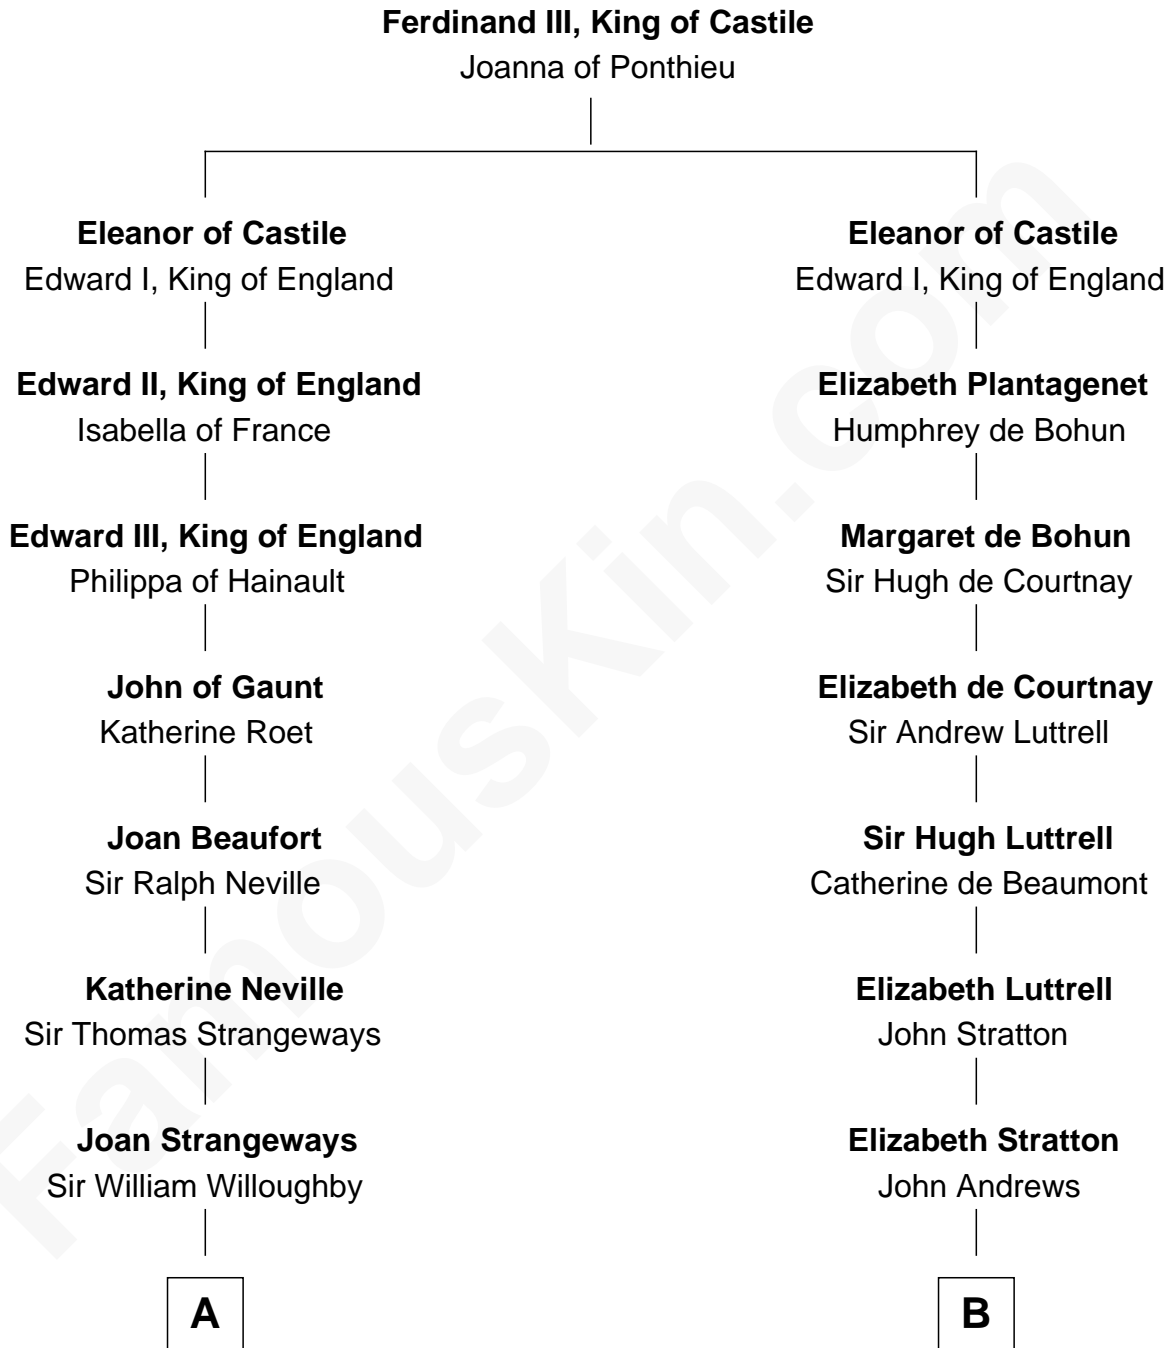 Ferdinand III, King of Castile
Joanna of Ponthieu
Eleanor of Castile
Edward I, King of England
Edward II, King of England
Isabella of France
Edward III, King of England
Philippa of Hainault
John of Gaunt
Katherine Roet
Joan Beaufort
Sir Ralph Neville
Katherine Neville
Sir Thomas Strangeways
Joan Strangeways
Sir William Willoughby
A
Eleanor of Castile
Edward I, King of England
Elizabeth Plantagenet
Humphrey de Bohun
Margaret de Bohun
Sir Hugh de Courtnay
Elizabeth de Courtnay
Sir Andrew Luttrell
Sir Hugh Luttrell
Catherine de Beaumont
Elizabeth Luttrell
John Stratton
Elizabeth Stratton
John Andrews
B
FamousKin.com